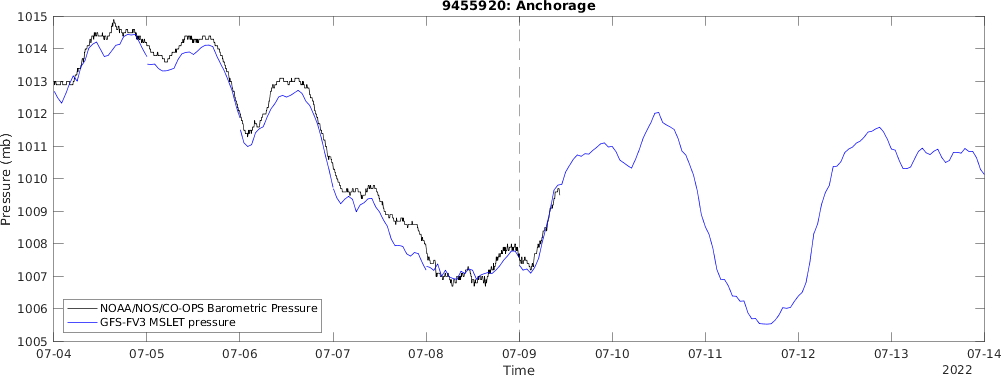 9455920: Anchorage
1015
1014
1013
1012
1011
1010
1009
1008
1007
1006
1005
Pressure (mb)
NOAA/NOS/CO-OPS Barometric Pressure
GFS-FV3 MSLET pressure
07-04 07-05 07-06 07-07 07-08 07-09 07-10 07-11 07-12 07-13 07-14
Time
2022